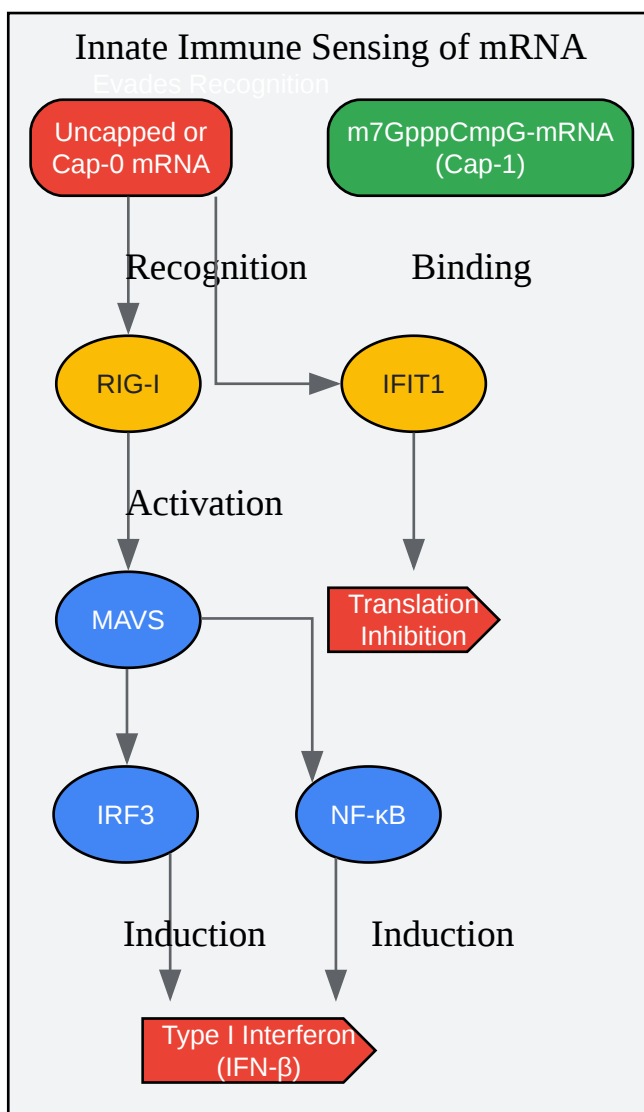 Innate Immune Sensing of mRNA
Evades Recognition
Uncapped or
Cap-0 mRNA
m7GpppCmpG-mRNA
(Cap-1)
Recognition
Binding
RIG-I
IFIT1
Activation
MAVS
Translation
Inhibition
IRF3
NF-κB
Induction
Induction
Type I Interferon
(IFN-β)